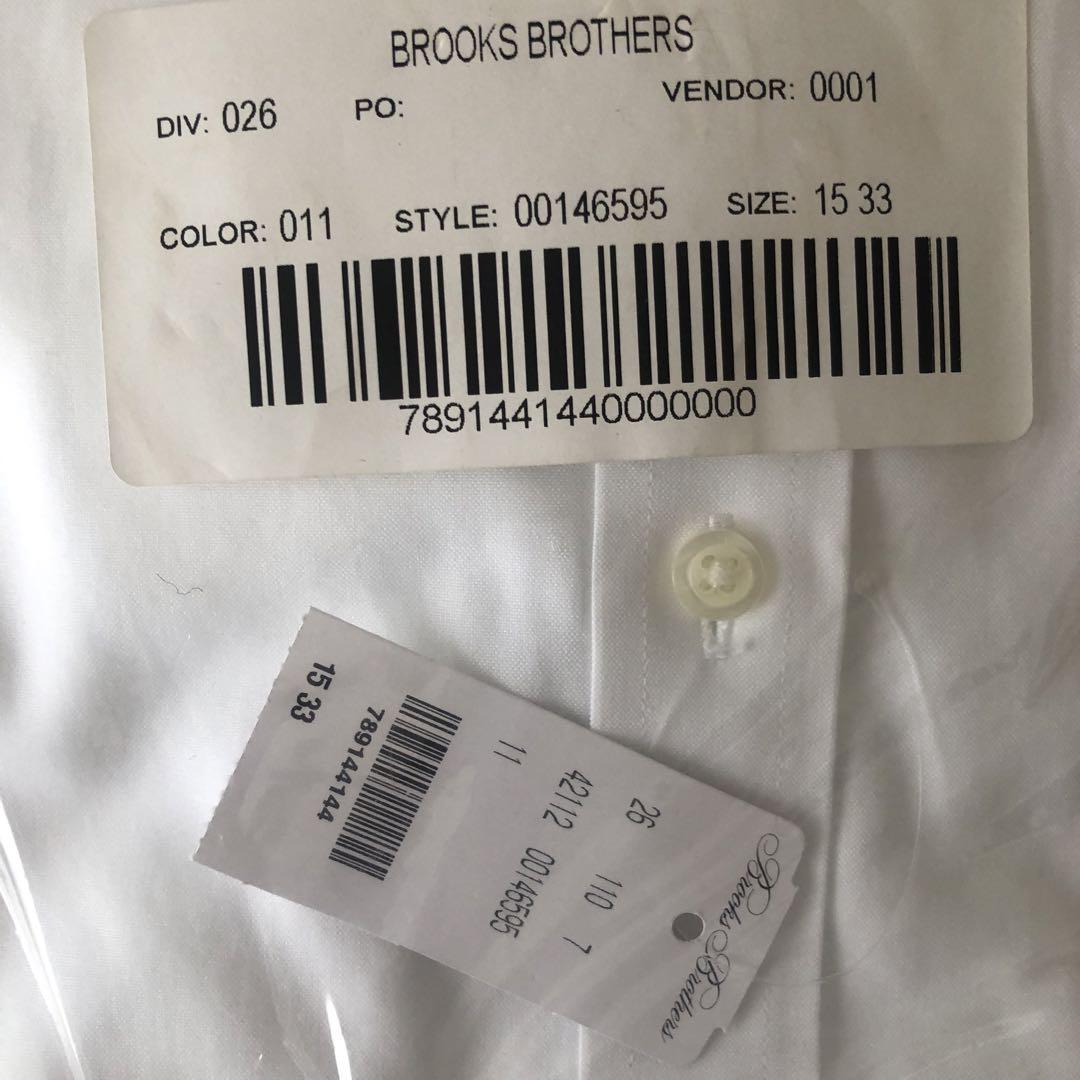 BROOKS BROTHERS
DIV: 026 PO: VENDOR: 0001
COLOR: 011 STYLE: 00146595 SIZE: 15 33
7891441440000000
Brooks Brothers
26 110 7
42112 00146595
11
789144144
15 33